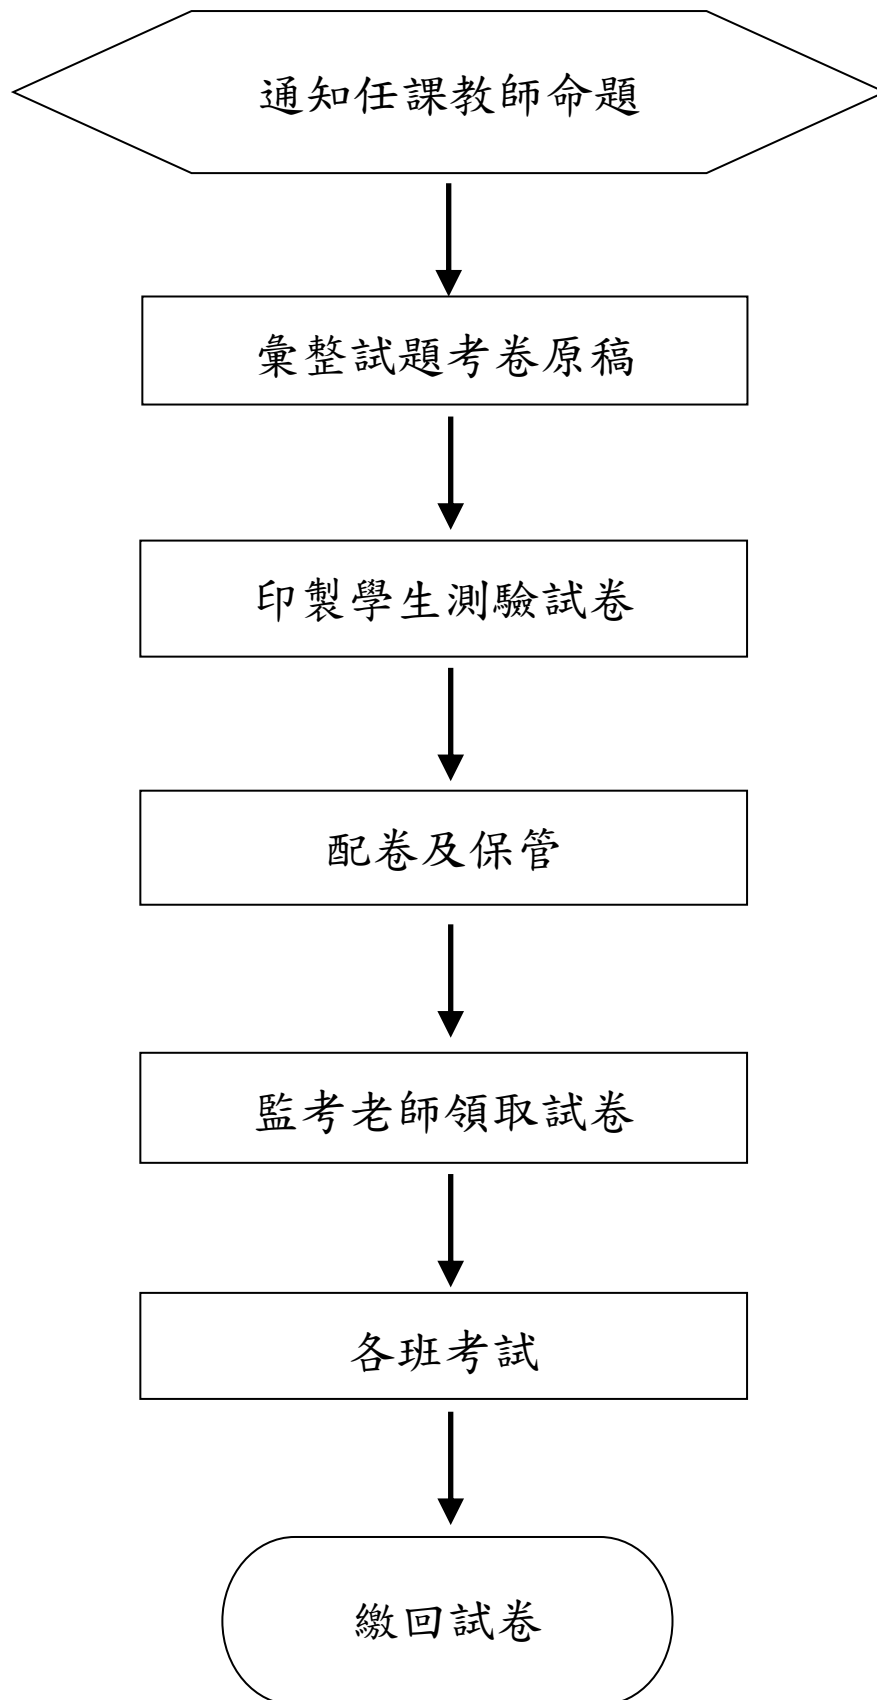 通知任課教師命題
彙整試題考卷原稿
印製學生測驗試卷
配卷及保管
監考老師領取試卷
各班考試
繳回試卷